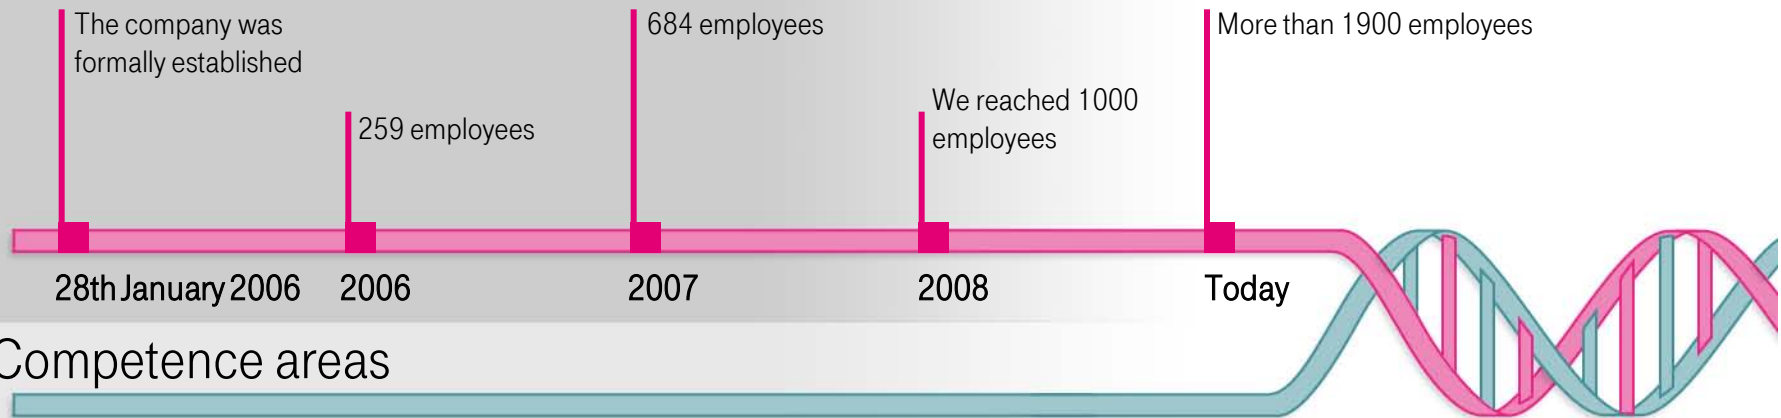 The company was
formally established
259 employees
684 employees
We reached 1000
employees
More than 1900 employees
28th January 2006
2006
2007
2008
Today
Competence areas